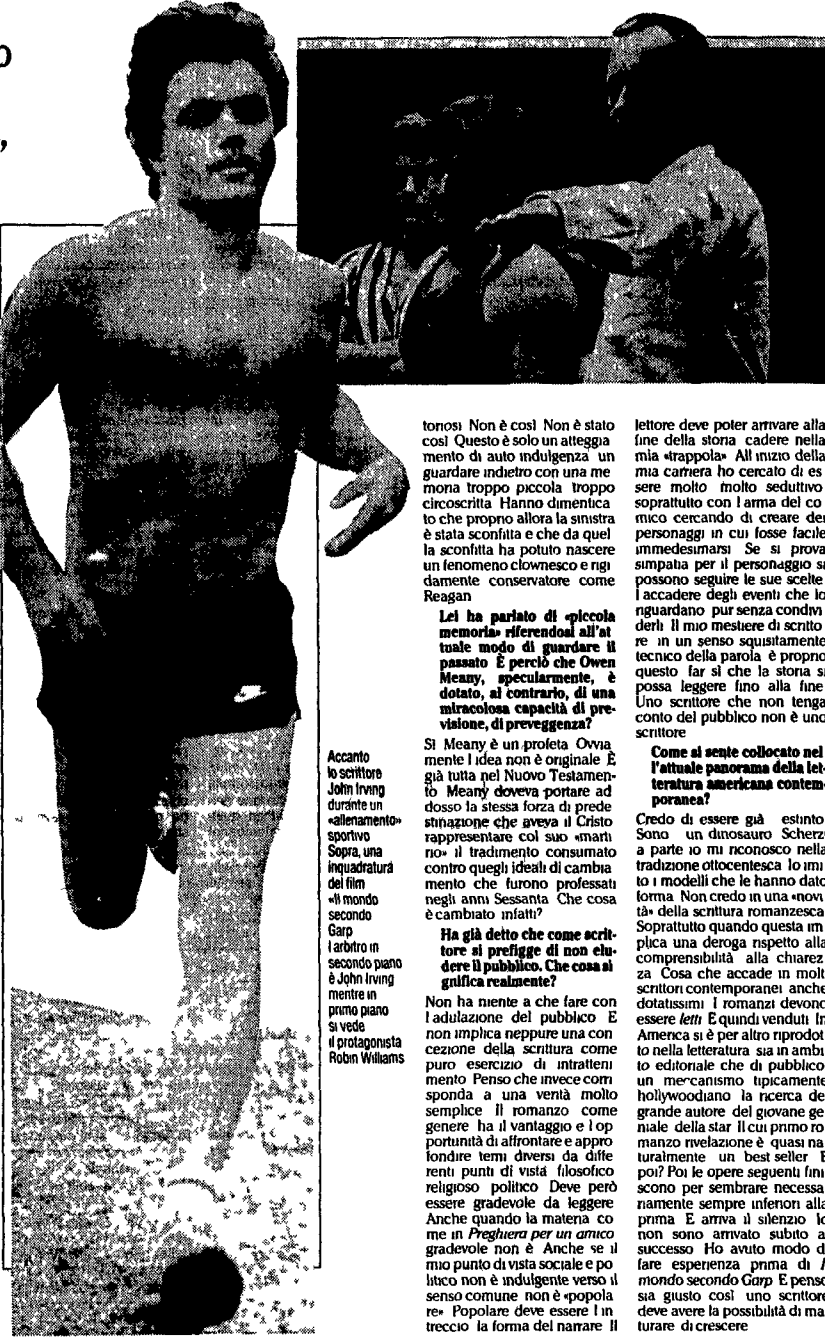 o
,
Accanto
lo scrittore
John Irving
durante un
«allenamento»
sportivo
Sopra, una
inquadratura
del film
«Il mondo
secondo
Garp
l arbitro in
secondo piano
è John Irving
mentre in
primo piano
si vede
il protagonista
Robin Williams
toriosi Non è così Non è stato
così Questo è solo un atteggia
mento di auto indulgenza un
guardare indietro con una me
moria troppo piccola troppo
circoscritta Hanno dimentica
to che proprio allora la sinistra
è stata sconfitta e che da quel
la sconfitta ha potuto nascere
un fenomeno clownesco e rigi
damente conservatore come
Reagan
Lei ha parlato di «piccola
memoria» riferendosi all'at
tuale modo di guardare il
passato È perciò che Owen
Meany, specularmente, è
dotato, al contrario, di una
miracolosa capacità di pre-
visione, di preveggenza?
Sì Meany è un profeta Ovvia
mente l idea non è originale È
già tutta nel Nuovo Testamen-
to Meany doveva portare ad
dosso la stessa forza di prede
stinazione che aveva il Cristo
rappresentare col suo «marti
rio» il tradimento consumato
contro quegli ideali di cambia
mento che furono professati
negli anni Sessanta Che cosa
è cambiato infatti?
Ha già detto che come scrit-
tore si prefigge di non elu-
dere il pubblico. Che cosa si
gnifica realmente?
Non ha niente a che fare con
l adulazione del pubblico E
non implica neppure una con
cezione della scrittura come
puro esercizio di intratteni
mento Penso che invece corri
sponda a una verità molto
semplice Il romanzo come
genere ha il vantaggio e l op
portunità di affrontare e appro
fondire temi diversi da diffe
renti punti di vista filosofico
religioso politico Deve però
essere gradevole da leggere
Anche quando la materia co
me in Preghiera per un amico
gradevole non è Anche se il
mio punto di vista sociale e po
litico non è indulgente verso il
senso comune non è «popola
re» Popolare deve essere l in
treccio la forma del narrare Il
lettore deve poter arrivare alla
fine della storia cadere nella
mia «trappola» All inizio della
mia carriera ho cercato di es
sere molto molto seduttivo
soprattutto con l arma del co
mico cercando di creare dei
personaggi in cui fosse facile
immedesimarsi Se si prova
simpatia per il personaggio si
possono seguire le sue scelte
l accadere degli eventi che lo
riguardano pur senza condivi
derli Il mio mestiere di scritto
re in un senso squisitamente
tecnico della parola è proprio
questo far sì che la storia si
possa leggere fino alla fine
Uno scrittore che non tenga
conto del pubblico non è uno
scrittore
Come si sente collocato nel
l'attuale panorama della let-
teratura americana contem-
poranea?
Credo di essere già estinto
Sono un dinosauro Scherzi
a parte io mi riconosco nella
tradizione ottocentesca Io imi
to i modelli che le hanno dato
forma Non credo in una «novi
tà» della scrittura romanzesca
Soprattutto quando questa im
plica una deroga rispetto alla
comprensibilità alla chiarez
za Cosa che accade in molti
scrittori contemporanei anche
dotatissimi I romanzi devono
essere letti E quindi venduti In
America si è per altro riprodot
to nella letteratura sia in ambi
to editoriale che di pubblico
un meccanismo tipicamente
hollywoodiano la ricerca de
grande autore del giovane ge
niale della star Il cui primo ro
manzo rivelazione è quasi na
turalmente un best seller E
poi? Poi le opere seguenti fini
scono per sembrare necessa
riamente sempre inferiori alla
prima E arriva il silenzio Io
non sono arrivato subito a
successo Ho avuto modo d
fare esperienza prima di I
mondo secondo Garp E penso
sia giusto così uno scrittore
deve avere la possibilità di ma
turare di crescere